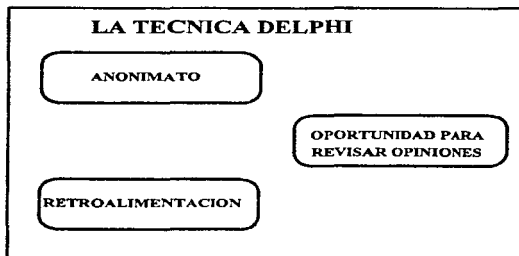 LA TECNICA DELPHI
ANONIMATO
OPORTUNIDAD PARA
REVISAR OPINIONES
RETROALIMENTACION